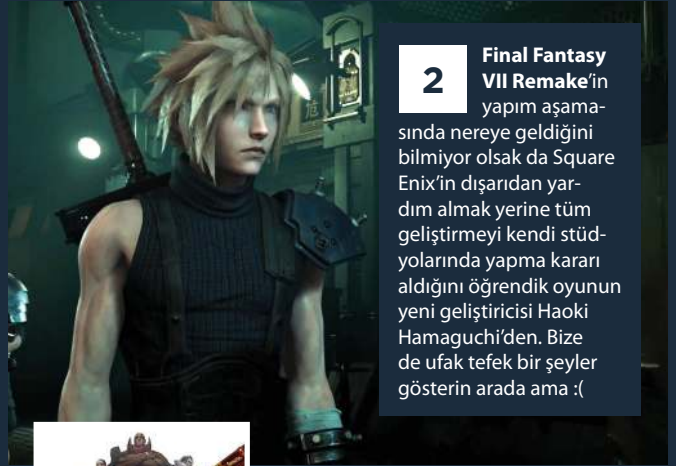 2
Final Fantasy
VII Remake’in
yapım aşama-
sında nereye geldiğini
bilmiyor olsak da Square
Enix’in dışarıdan yar-
dım almak yerine tüm
geliştirmeyi kendi stüd-
yolarında yapma kararı
aldığını öğrendik oyunun
yeni geliştiricisi Haoki
Hamaguchi’den. Bize
de ufak tefek bir şeyler
gösterin arada ama :(